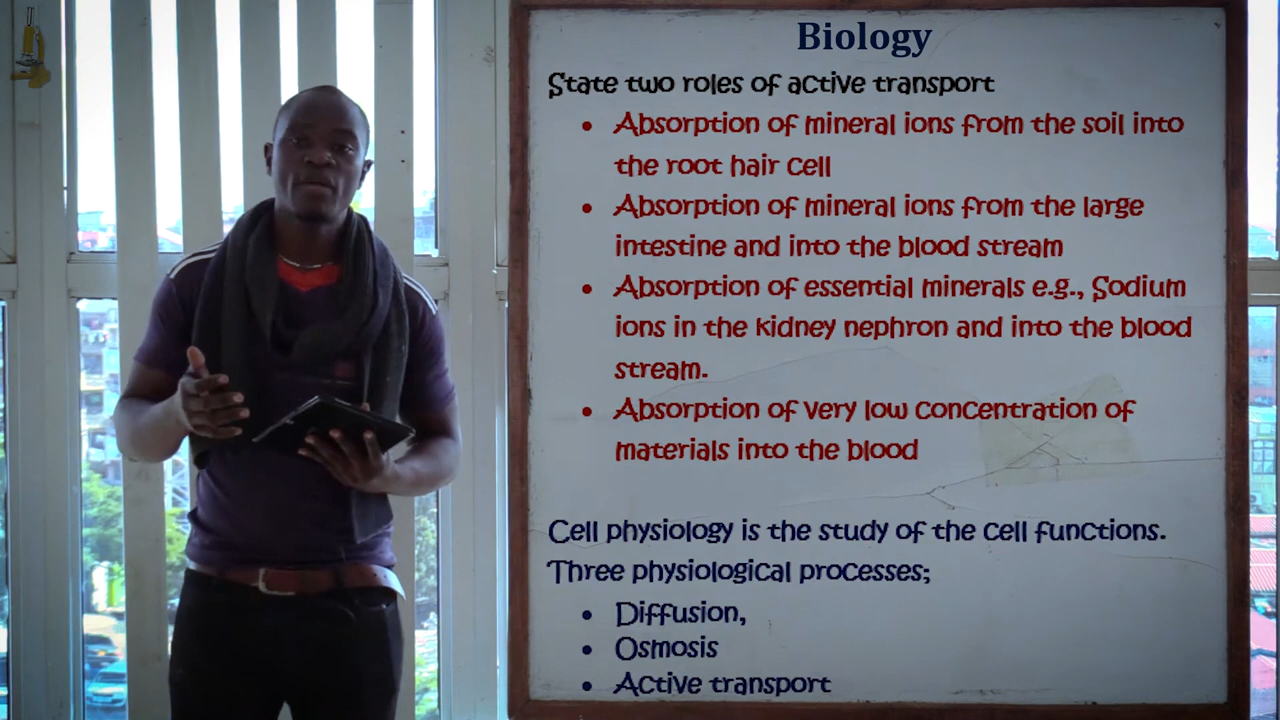 Biology
State two roles of active transport
• Absorption of mineral ions from the soil into
the root hair cell
• Absorption of mineral ions from the large
intestine and into the blood stream
• Absorption of essential minerals e.g., Sodium
ions in the kidney nephron and into the blood
stream.
• Absorption of very low concentration of
materials into the blood
Cell physiology is the study of the cell functions.
Three physiological processes;
• Diffusion,
• Osmosis
• Active transport